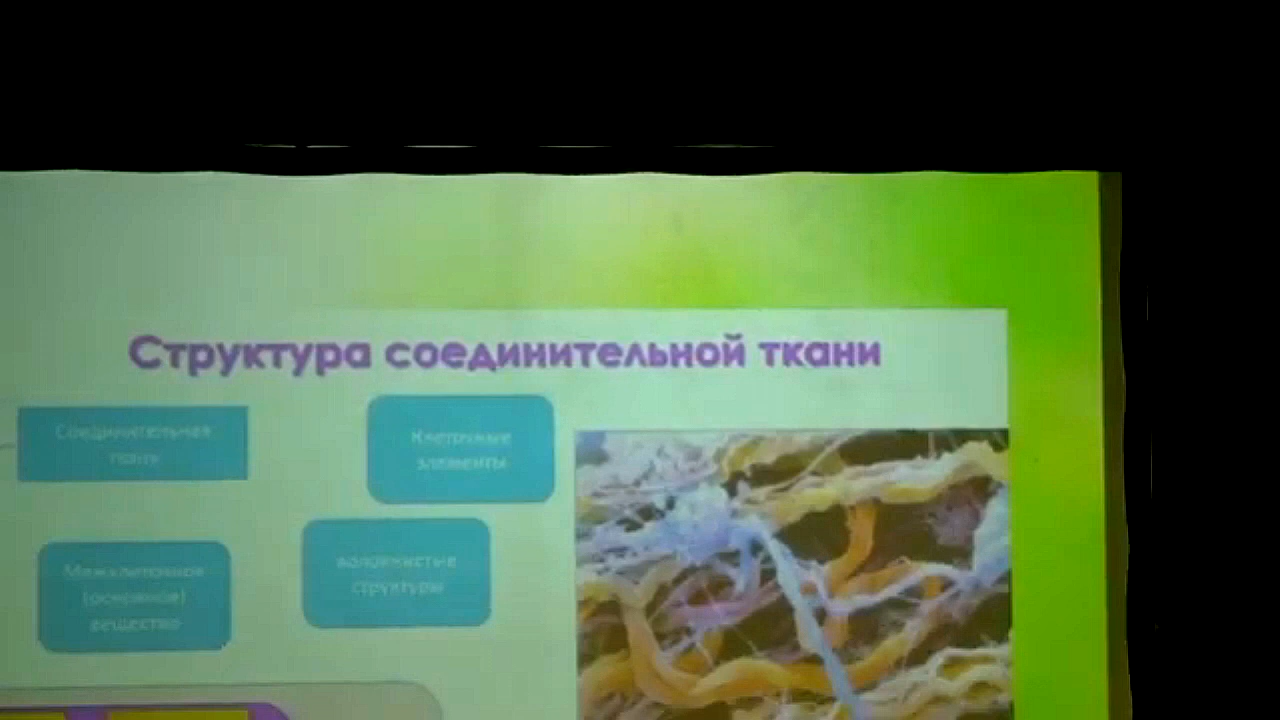 Структура соединительной ткани
Соединительная
ткань
Клеточные
элементы
волокнистые
структуры
Межклеточное
(основное)
вещество